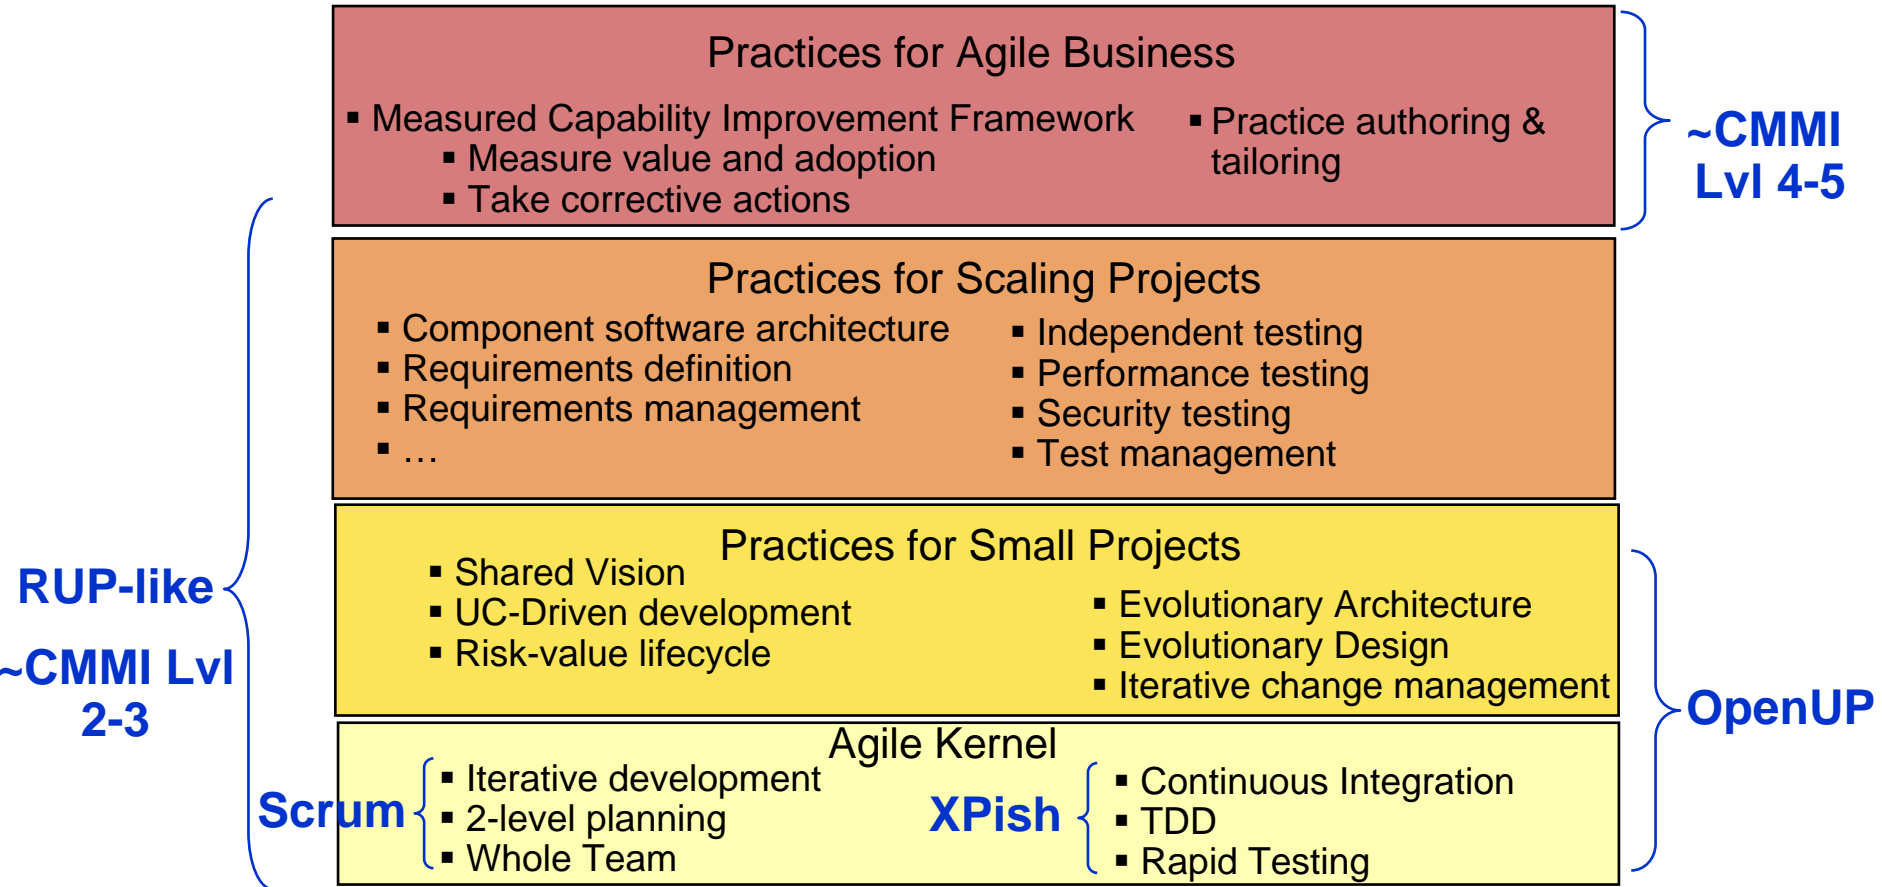 Practices for Agile Business
▪ Measured Capability Improvement Framework
▪ Measure value and adoption
▪ Take corrective actions
▪ Practice authoring &
tailoring
~CMMI
Lvl 4-5
Practices for Scaling Projects
▪ Component software architecture
▪ Requirements definition
▪ Requirements management
▪ …
▪ Independent testing
▪ Performance testing
▪ Security testing
▪ Test management
Practices for Small Projects
▪ Shared Vision
▪ UC-Driven development
▪ Risk-value lifecycle
▪ Evolutionary Architecture
▪ Evolutionary Design
▪ Iterative change management
RUP-like
~CMMI Lvl
2-3
OpenUP
Agile Kernel
Scrum
▪ Iterative development
▪ 2-level planning
▪ Whole Team
XPish
▪ Continuous Integration
▪ TDD
▪ Rapid Testing